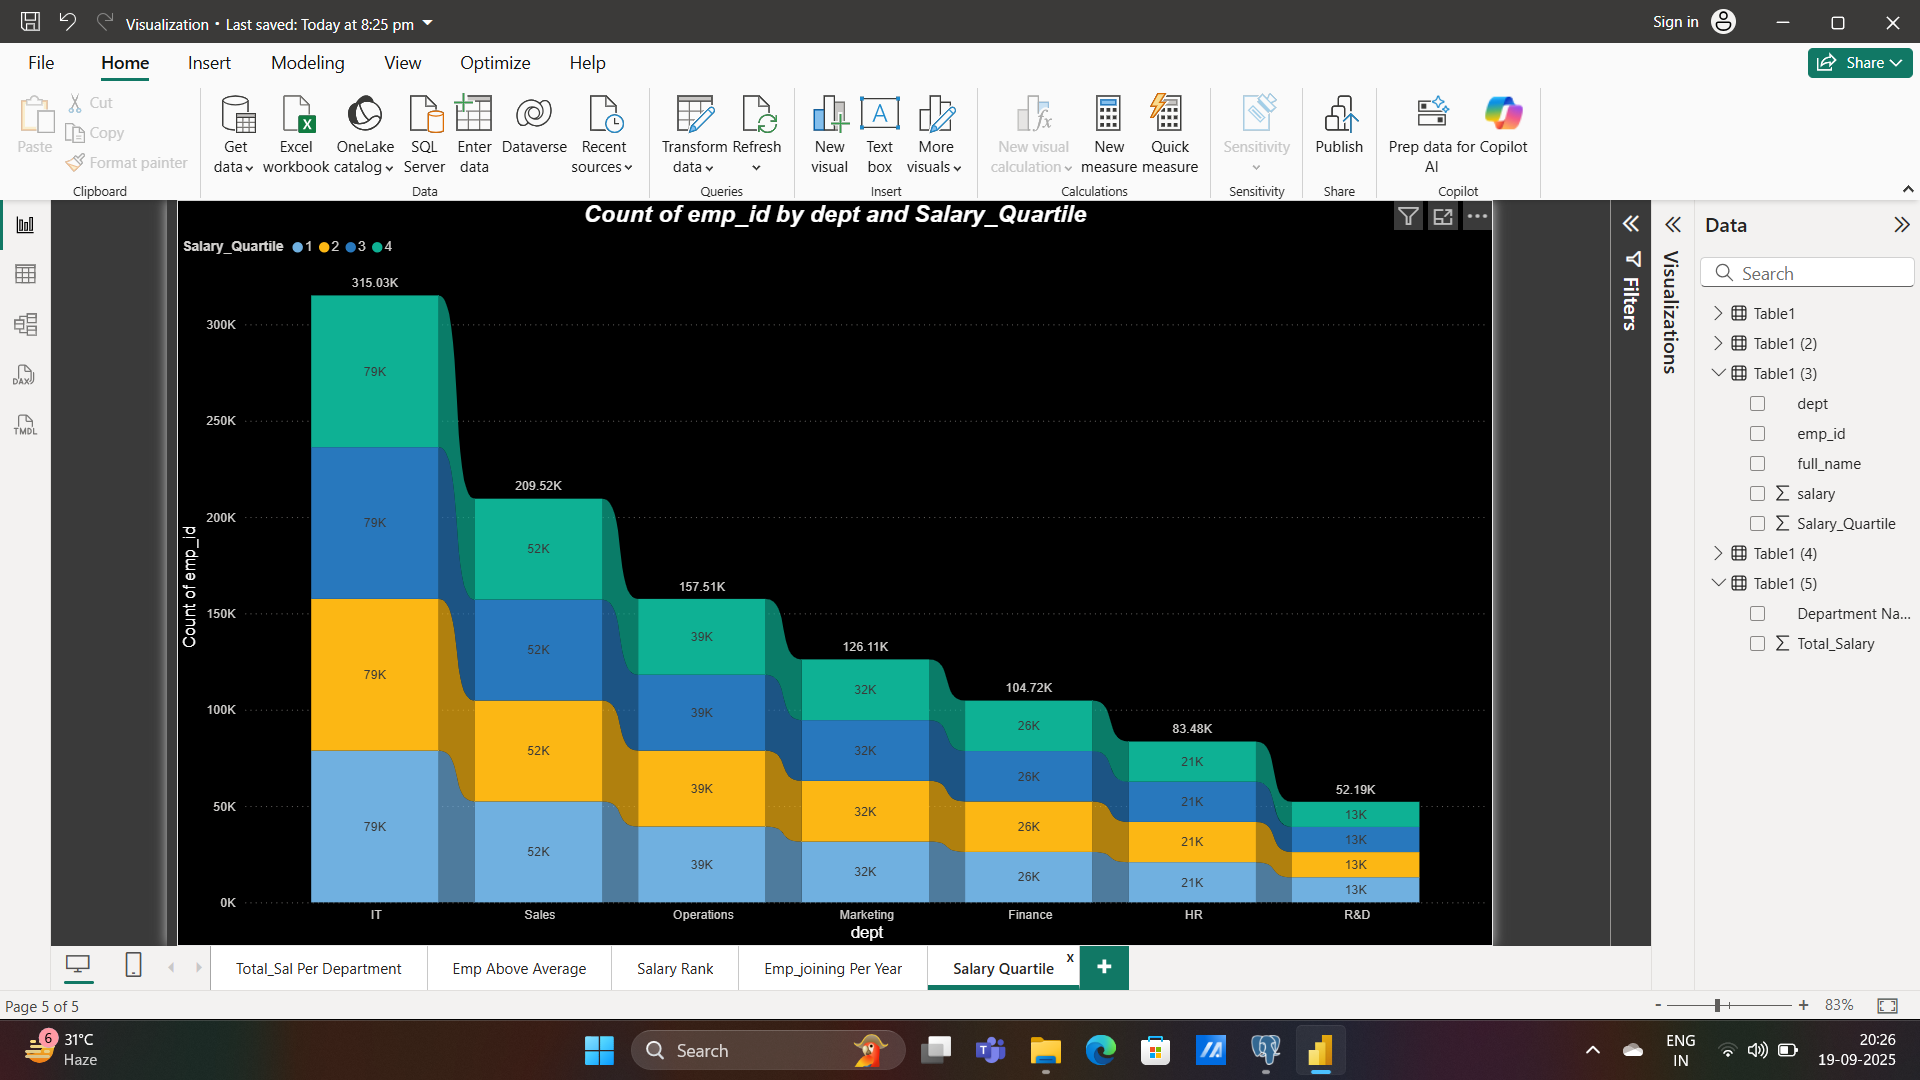 Visualization • Last saved: Today at 8:25 pm
Sign in
File Home Insert Modeling View Optimize Help
Share
Paste
Cut
Copy
Format painter
Clipboard
Get data
Excel workbook
OneLake catalog
SQL Server
Enter data
Dataverse
Recent sources
Data
Transform data
Refresh
Queries
New visual
Text box
More visuals
Insert
New visual calculation
New measure
Quick measure
Calculations
Sensitivity
Sensitivity
Publish
Share
Prep data for AI
Copilot
Copilot
DAX
TMDL
Count of emp_id by dept and Salary_Quartile
Salary_Quartile 1 2 3 4
Count of emp_id
300K
250K
200K
150K
100K
50K
0K
315.03K
79K
79K
79K
79K
209.52K
52K
52K
52K
52K
157.51K
39K
39K
39K
39K
126.11K
32K
32K
32K
32K
104.72K
26K
26K
26K
26K
83.48K
21K
21K
21K
21K
52.19K
13K
13K
13K
13K
IT Sales Operations Marketing Finance HR R&D
dept
Filters
Visualizations
Data
Search
Table1
Table1 (2)
Table1 (3)
dept
emp_id
full_name
salary
Salary_Quartile
Table1 (4)
Table1 (5)
Department Na...
Total_Salary
Total_Sal Per Department
Emp Above Average
Salary Rank
Emp_joining Per Year
Salary Quartile
x
+
Page 5 of 5
- + 83%
6
31°C
Haze
Search
ENG
IN
20:26
19-09-2025